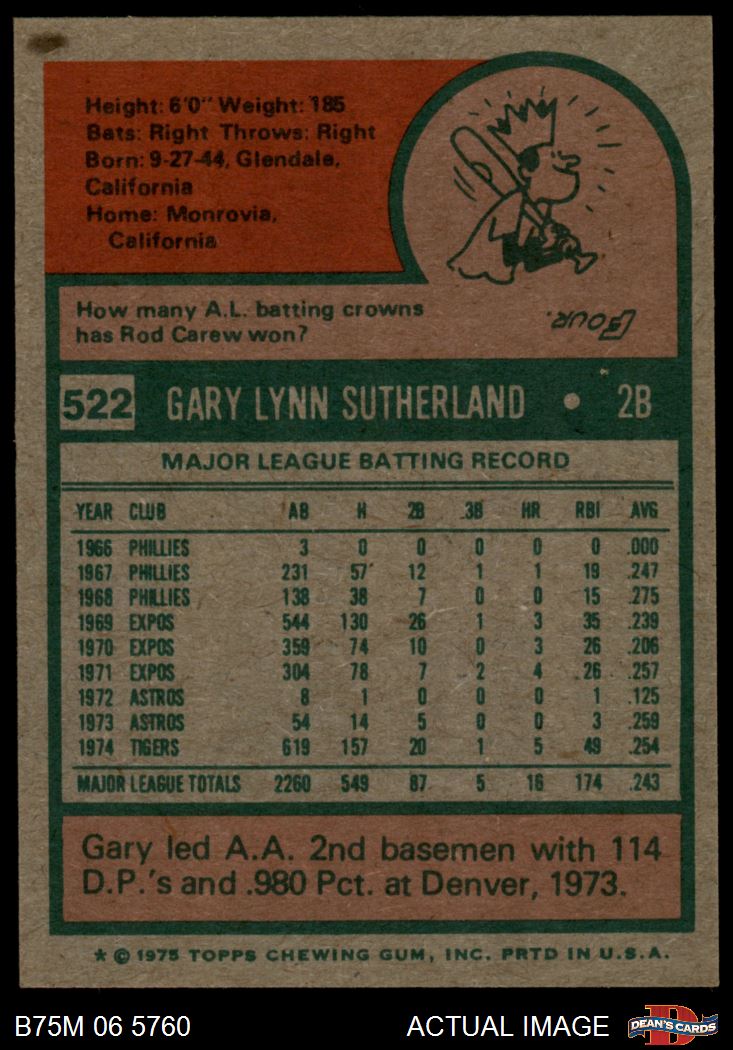 Height: 6'0" Weight: 185
Bats: Right Throws: Right
Born: 9-27-44, Glendale,
California
Home: Monrovia,
California
How many A.L. batting crowns
has Rod Carew won?
FOUR.
522 GARY LYNN SUTHERLAND • 2B
MAJOR LEAGUE BATTING RECORD
YEAR CLUB AB H 2B 3B HR RBI AVG
1966 PHILLIES 3 0 0 0 0 0 .000
1967 PHILLIES 231 57 12 1 1 19 .247
1968 PHILLIES 138 38 7 0 0 15 .275
1969 EXPOS 544 130 26 1 3 35 .239
1970 EXPOS 359 74 10 0 3 26 .206
1971 EXPOS 304 78 7 2 4 26 .257
1972 ASTROS 8 1 0 0 0 1 .125
1973 ASTROS 54 14 5 0 0 3 .259
1974 TIGERS 619 157 20 1 5 49 .254
MAJOR LEAGUE TOTALS 2260 549 87 5 16 174 .243
Gary led A.A. 2nd basemen with 114
D.P.'s and .980 Pct. at Denver, 1973.
* © 1975 TOPPS CHEWING GUM, INC. PRTD IN U.S.A.
B75M 06 5760 ACTUAL IMAGE D DEAN'S CARDS